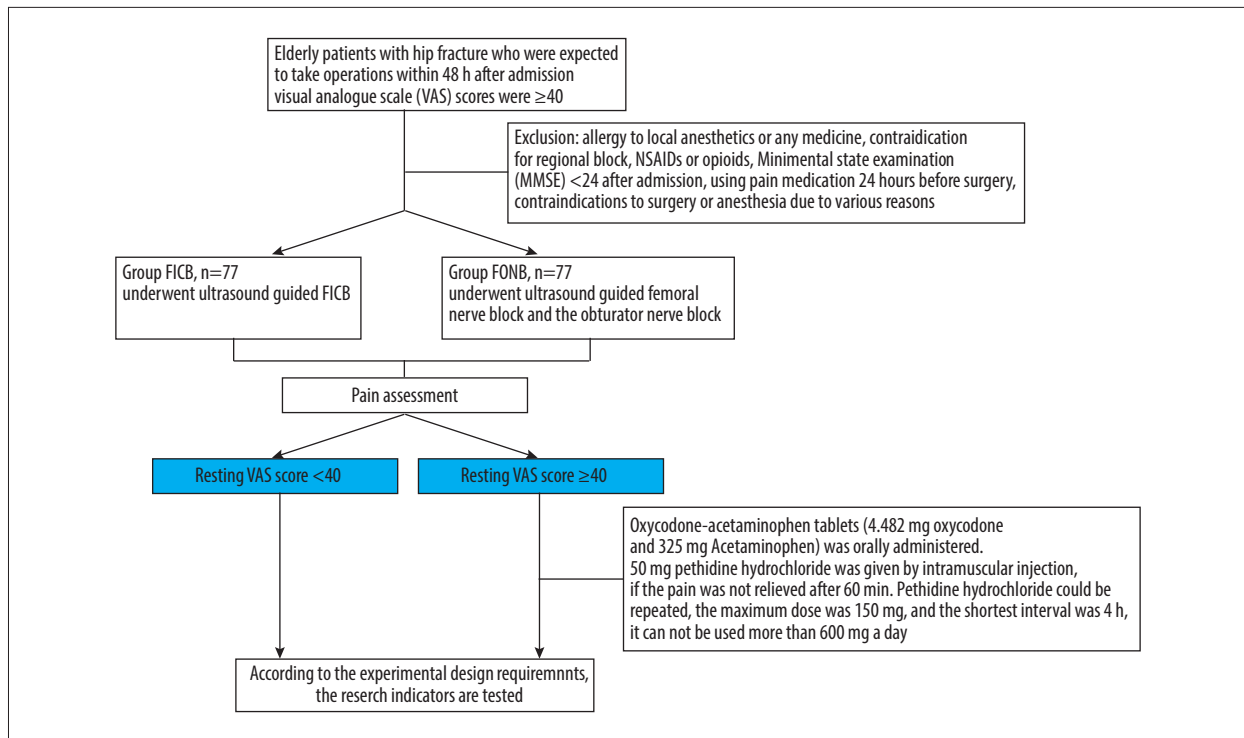 Elderly patients with hip fracture who were expected
to take operations within 48 h after admission
visual analogue scale (VAS) scores were ≥40
Exclusion: allergy to local anesthetics or any medicine, contraidication
for regional block, NSAIDs or opioids, Minimental state examination
(MMSE) <24 after admission, using pain medication 24 hours before surgery,
contraindications to surgery or anesthesia due to various reasons
Group FICB, n=77
underwent ultrasound guided FICB
Group FONB, n=77
underwent ultrasound guided femoral
nerve block and the obturator nerve block
Pain assessment
Resting VAS score <40
Resting VAS score ≥40
Oxycodone-acetaminophen tablets (4.482 mg oxycodone
and 325 mg Acetaminophen) was orally administered.
50 mg pethidine hydrochloride was given by intramuscular injection,
if the pain was not relieved after 60 min. Pethidine hydrochloride could be
repeated, the maximum dose was 150 mg, and the shortest interval was 4 h,
it can not be used more than 600 mg a day
According to the experimental design requiremnnts,
the reserch indicators are tested